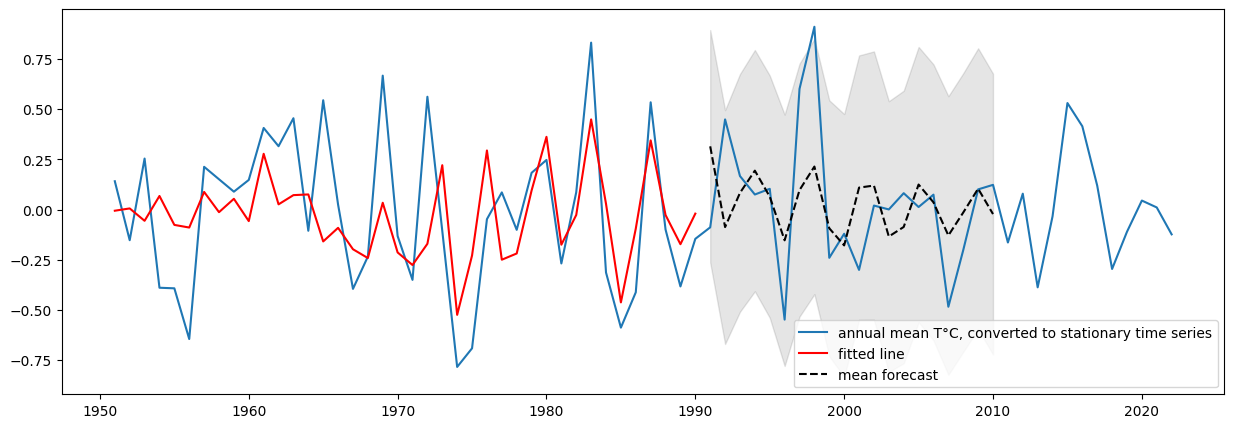 0.75
0.50
0.25
0.00
−0.25
−0.50
−0.75
1950 1960 1970 1980 1990 2000 2010 2020
annual mean T°C, converted to stationary time series
fitted line
mean forecast